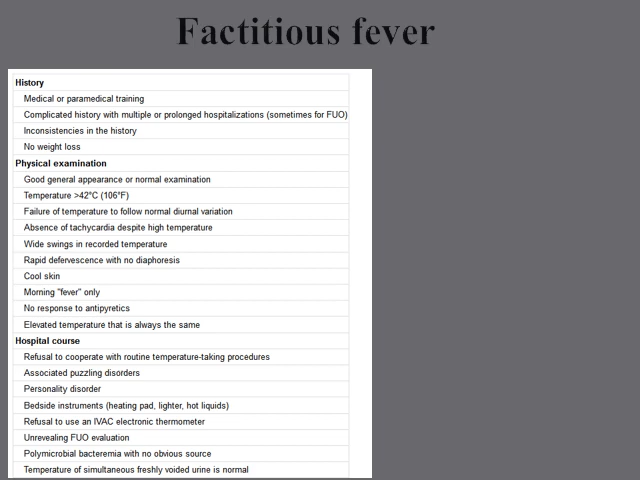 Factitious fever
History
Medical or paramedical training
Complicated history with multiple or prolonged hospitalizations (sometimes for FUO)
Inconsistencies in the history
No weight loss
Physical examination
Good general appearance or normal examination
Temperature >42°C (106°F)
Failure of temperature to follow normal diurnal variation
Absence of tachycardia despite high temperature
Wide swings in recorded temperature
Rapid defervescence with no diaphoresis
Cool skin
Morning "fever" only
No response to antipyretics
Elevated temperature that is always the same
Hospital course
Refusal to cooperate with routine temperature-taking procedures
Associated puzzling disorders
Personality disorder
Bedside instruments (heating pad, lighter, hot liquids)
Refusal to use an IVAC electronic thermometer
Unrevealing FUO evaluation
Polymicrobial bacteremia with no obvious source
Temperature of simultaneous freshly voided urine is normal